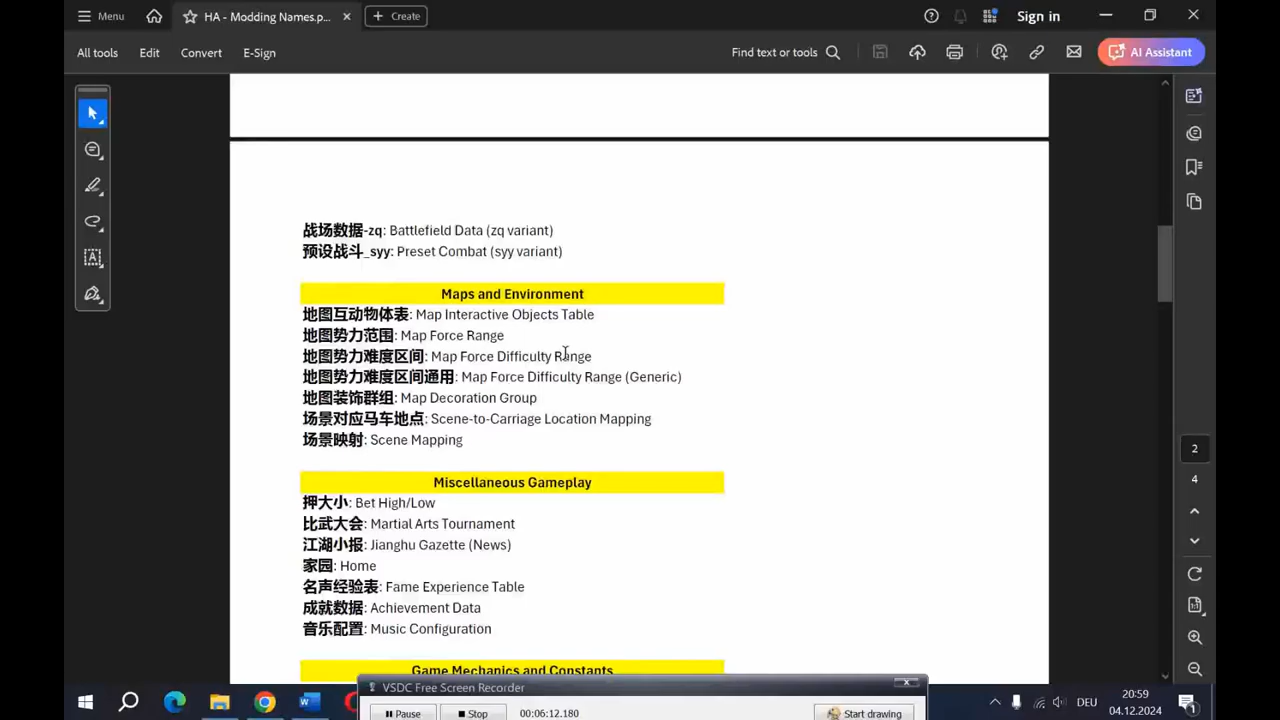 Menu
HA - Modding Names.p...
Create
Sign in
All tools
Edit
Convert
E-Sign
Find text or tools
AI Assistant
战场数据-zq: Battlefield Data (zq variant)
预设战斗_syy: Preset Combat (syy variant)
Maps and Environment
地图互动物体表: Map Interactive Objects Table
地图势力范围: Map Force Range
地图势力难度区间: Map Force Difficulty Range
地图势力难度区间通用: Map Force Difficulty Range (Generic)
地图装饰群组: Map Decoration Group
场景对应马车地点: Scene-to-Carriage Location Mapping
场景映射: Scene Mapping
Miscellaneous Gameplay
押大小: Bet High/Low
比武大会: Martial Arts Tournament
江湖小报: Jianghu Gazette (News)
家园: Home
名声经验表: Fame Experience Table
成就数据: Achievement Data
音乐配置: Music Configuration
Game Mechanics and Constants
2
4
VSDC Free Screen Recorder
Pause
Stop
00:06:12.180
Start drawing
DEU
20:59
04.12.2024